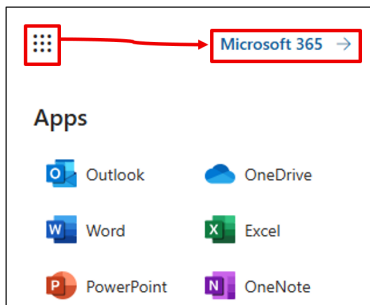 Microsoft 365 →
Apps
Outlook OneDrive
Word Excel
PowerPoint OneNote